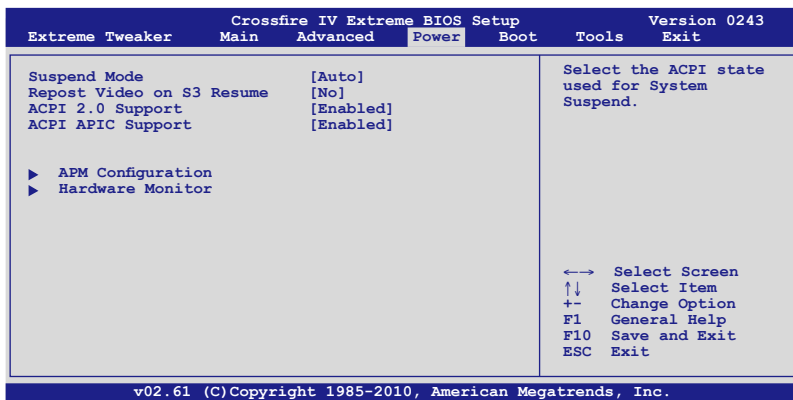 Crossfire IV Extreme BIOS Setup Version 0243
Extreme Tweaker Main Advanced Power Boot Tools Exit
Suspend Mode [Auto]
Repost Video on S3 Resume [No]
ACPI 2.0 Support [Enabled]
ACPI APIC Support [Enabled]
▶ APM Configuration
▶ Hardware Monitor
Select the ACPI state
used for System
Suspend.
←→ Select Screen
↑↓ Select Item
+- Change Option
F1 General Help
F10 Save and Exit
ESC Exit
v02.61 (C)Copyright 1985-2010, American Megatrends, Inc.